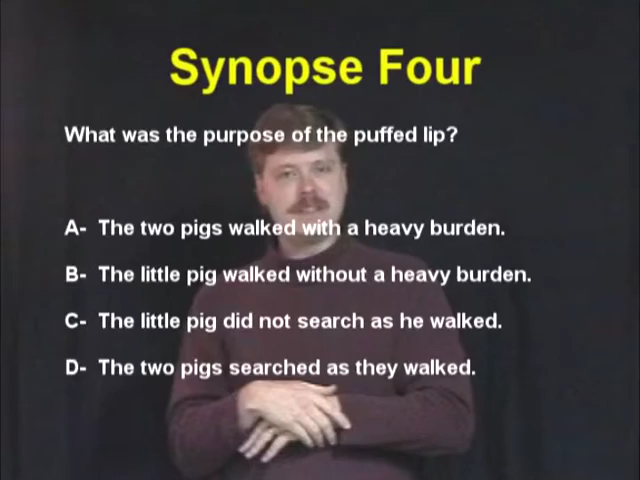 Synopse Four
What was the purpose of the puffed lip?
A- The two pigs walked with a heavy burden.
B- The little pig walked without a heavy burden.
C- The little pig did not search as he walked.
D- The two pigs searched as they walked.